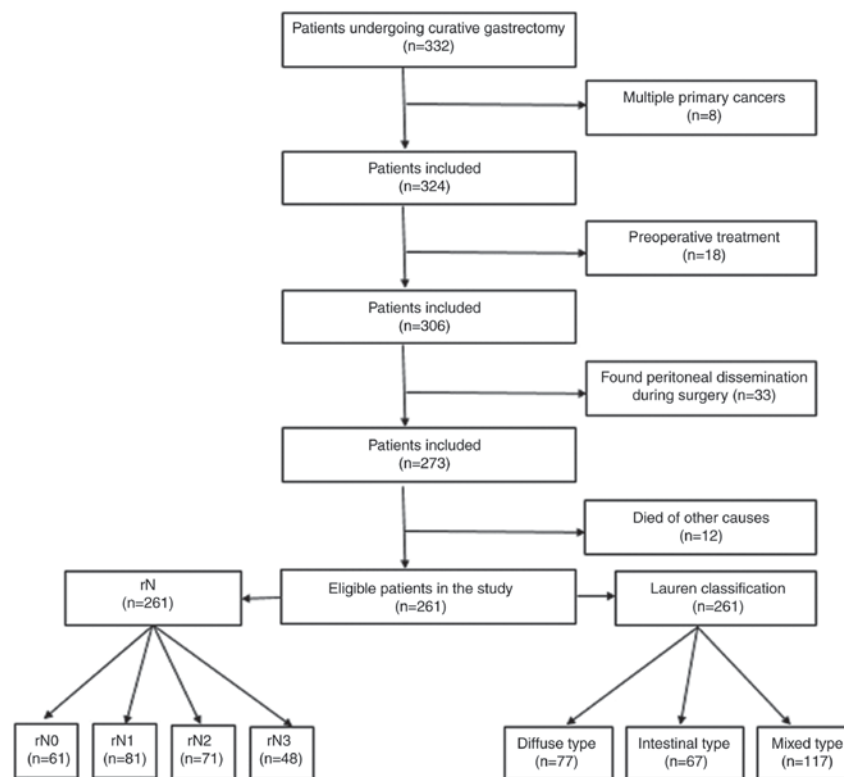 Patients undergoing curative gastrectomy
(n=332)
Multiple primary cancers
(n=8)
Patients included
(n=324)
Preoperative treatment
(n=18)
Patients included
(n=306)
Found peritoneal dissemination
during surgery (n=33)
Patients included
(n=273)
Died of other causes
(n=12)
rN
(n=261)
Eligible patients in the study
(n=261)
Lauren classification
(n=261)
rN0
(n=61)
rN1
(n=81)
rN2
(n=71)
rN3
(n=48)
Diffuse type
(n=77)
Intestinal type
(n=67)
Mixed type
(n=117)